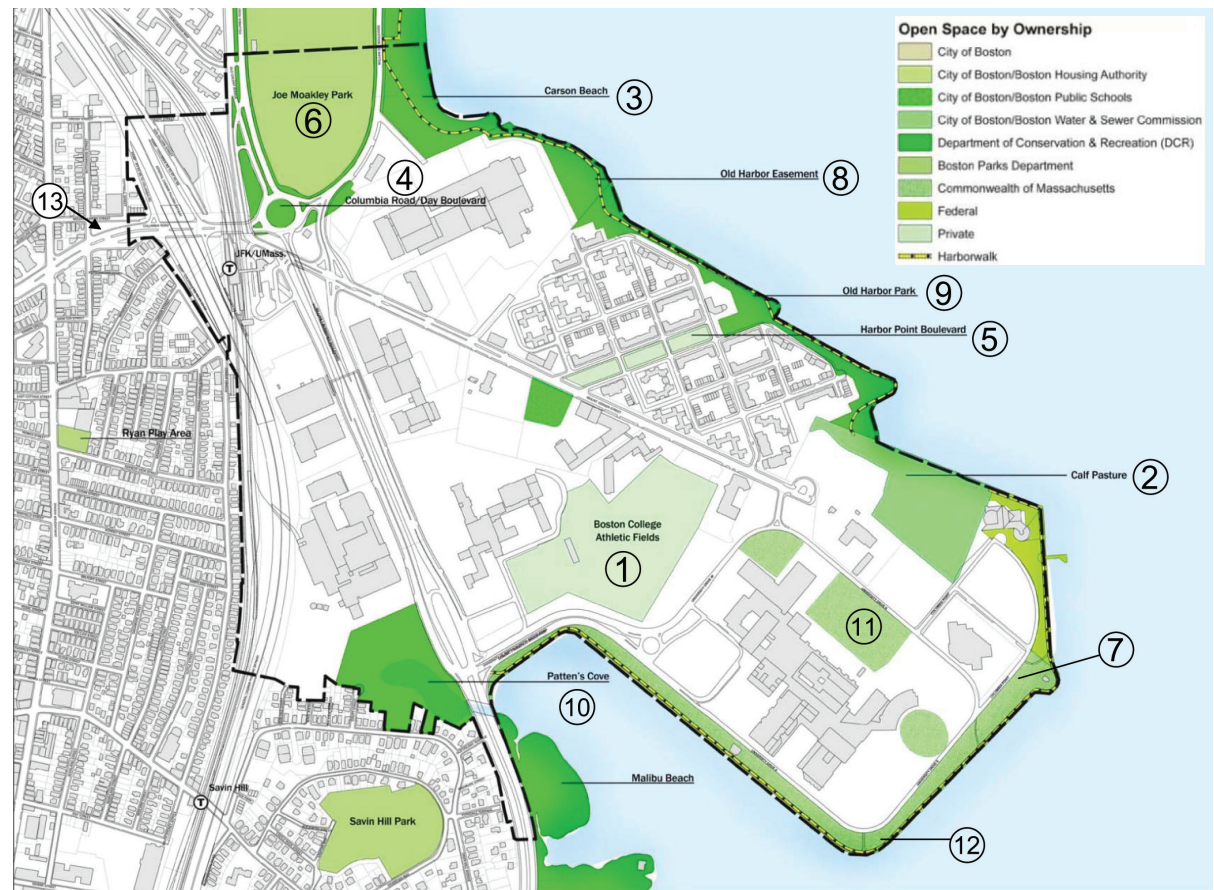 Open Space by Ownership
City of Boston
City of Boston/Boston Housing Authority
City of Boston/Boston Public Schools
City of Boston/Boston Water & Sewer Commission
Department of Conservation & Recreation (DCR)
Boston Parks Department
Commonwealth of Massachusetts
Federal
Private
Harborwalk
Joe Moakley Park
6
Carson Beach
3
4
Columbia Road/Day Boulevard
Old Harbor Easement
8
13
JFK/UMass
T
Old Harbor Park
9
Harbor Point Boulevard
5
Ryan Play Area
Calf Pasture
2
Boston College
Athletic Fields
1
11
7
Patten's Cove
10
Malibu Beach
Savin Hill
T
Savin Hill Park
12